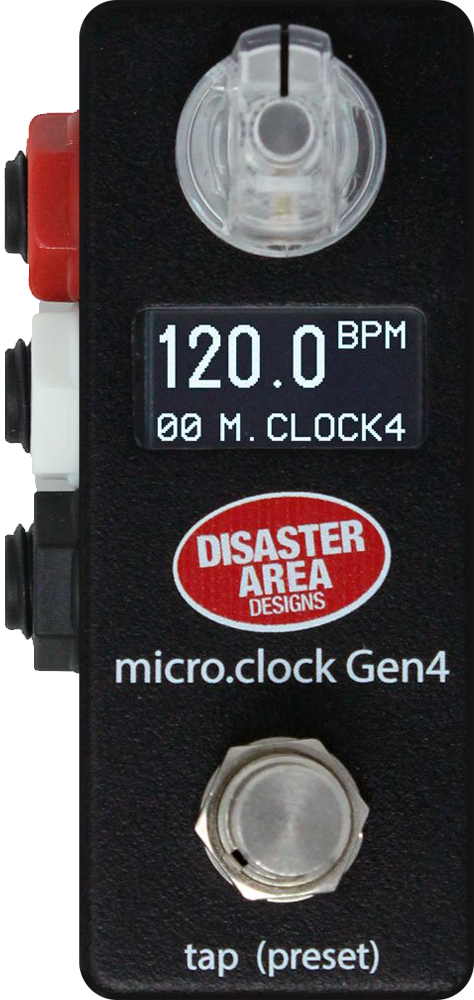 120.0 BPM
00 M.CLOCK4
DISASTER
AREA
DESIGNS
micro.clock Gen4
tap (preset)